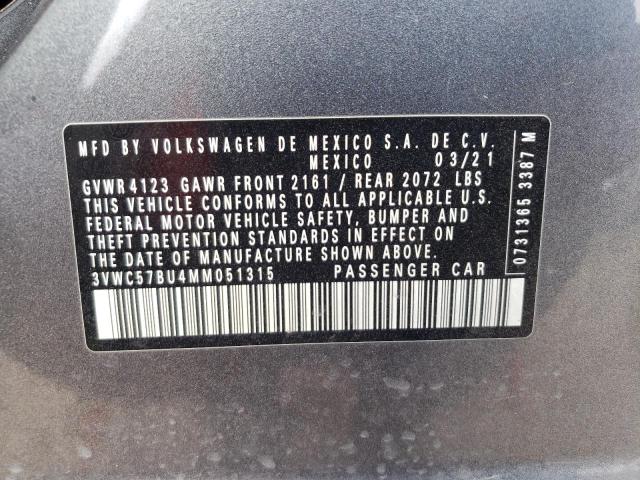 MFD BY VOLKSWAGEN DE MEXICO S.A. DE C.V.
MEXICO 03/21
GVWR 4123 GAWR FRONT 2161 / REAR 2072 LBS
THIS VEHICLE CONFORMS TO ALL APPLICABLE U.S.
FEDERAL MOTOR VEHICLE SAFETY, BUMPER AND
THEFT PREVENTION STANDARDS IN EFFECT ON
THE DATE OF MANUFACTURE SHOWN ABOVE.
3VWC57BU4MM051315 PASSENGER CAR
0731365 3387 M